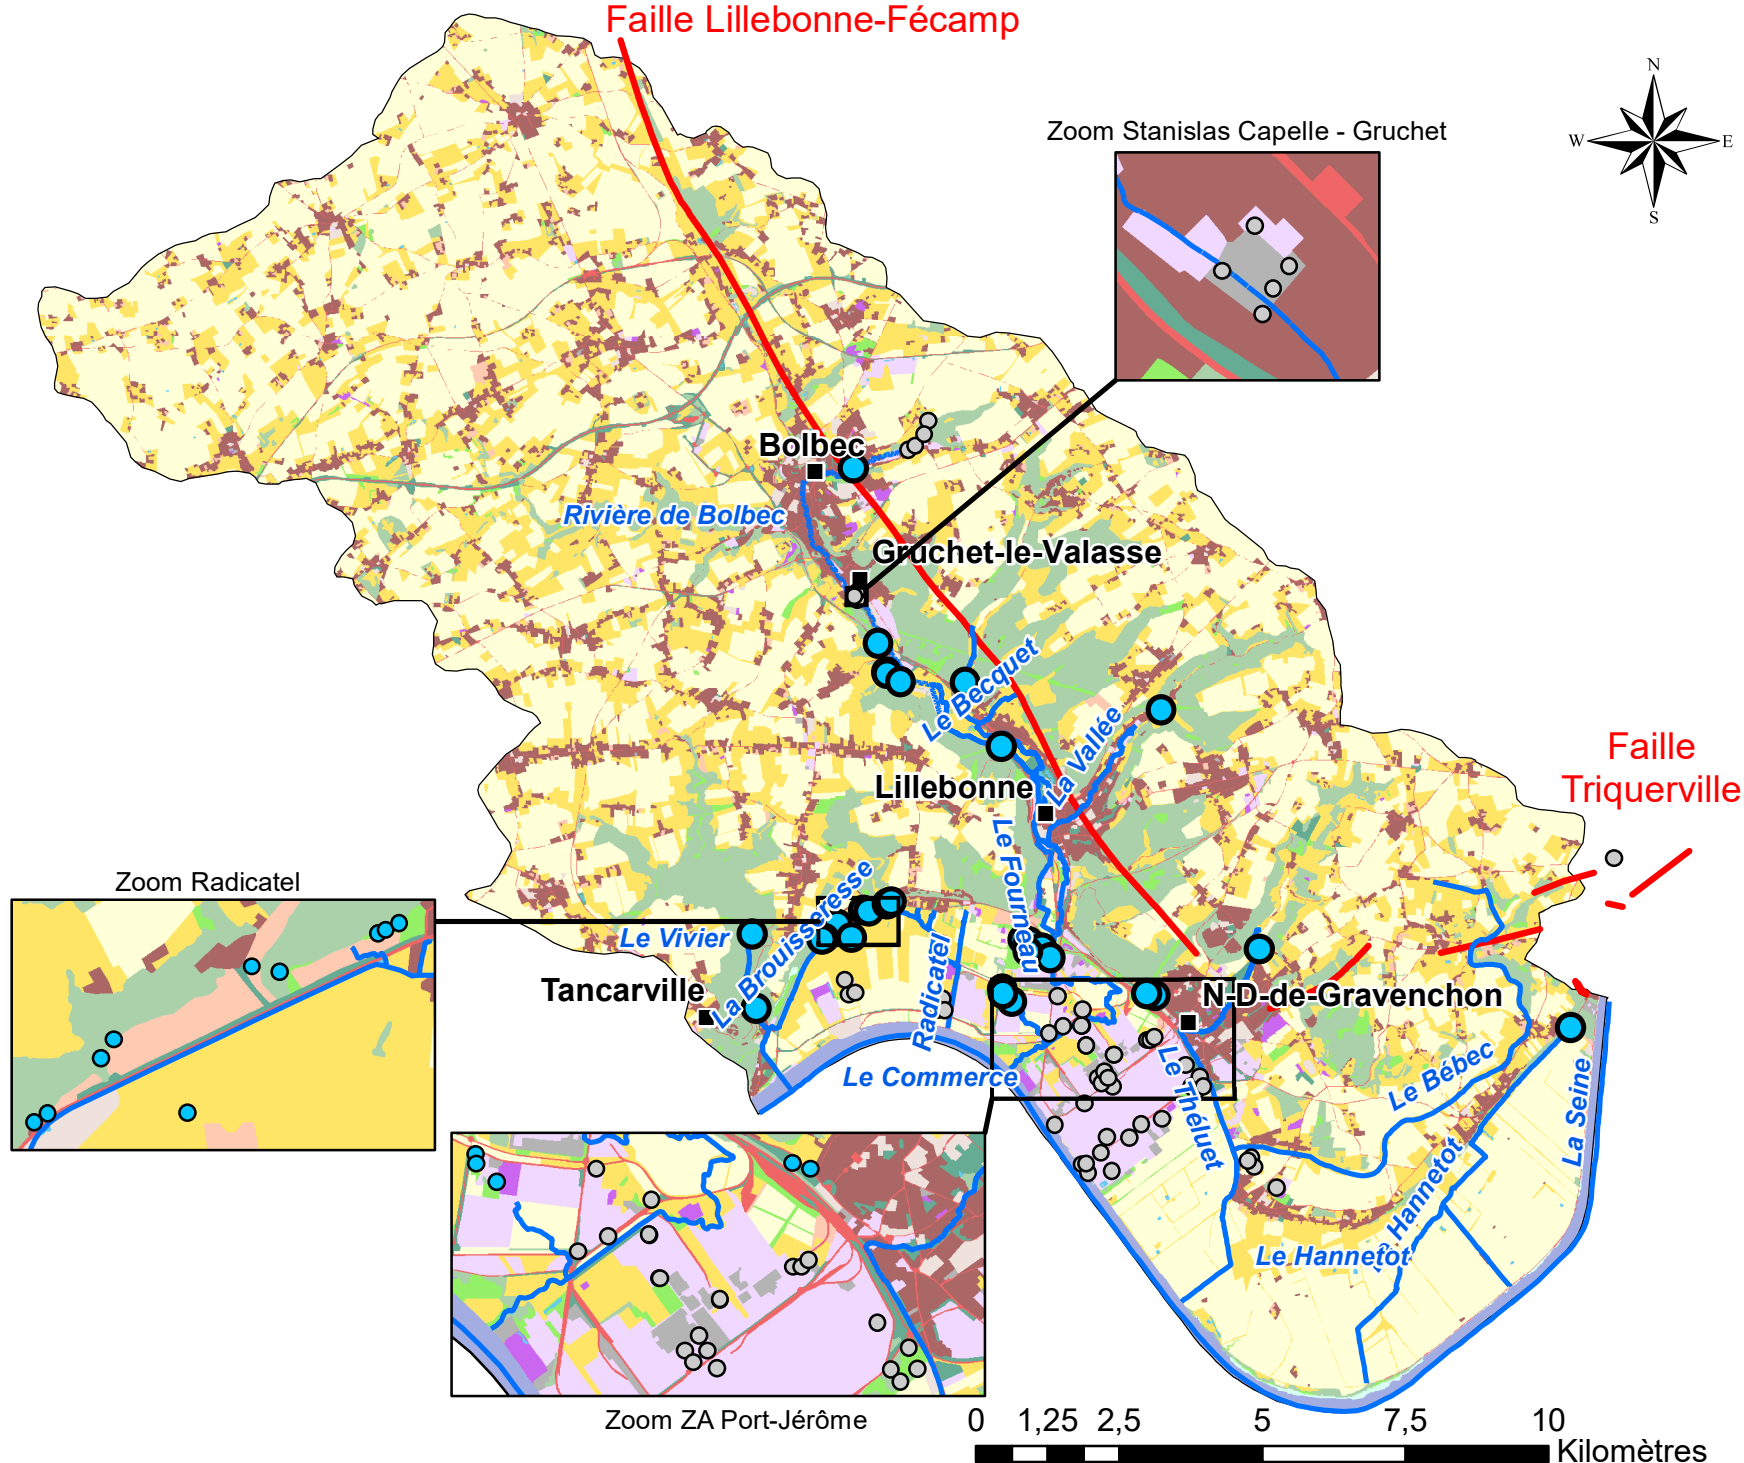 Faille Lillebonne-Fécamp
N
W
E
S
Zoom Stanislas Capelle - Gruchet
Bolbec
Rivière de Bolbec
Gruchet-le-Valasse
Le Becquet
La Vallée
Lillebonne
Faille
Triquerville
Le Fourneau
Zoom Radicatel
La Brouisseresse
Le Vivier
Radicatel
Tancarville
N-D-de-Gravenchon
Le Commerce
Le Théluet
Le Bébec
La Seine
Le Hannetot
Le Hannetot
Zoom ZA Port-Jérôme
0 1,25 2,5 5 7,5 10
Kilomètres